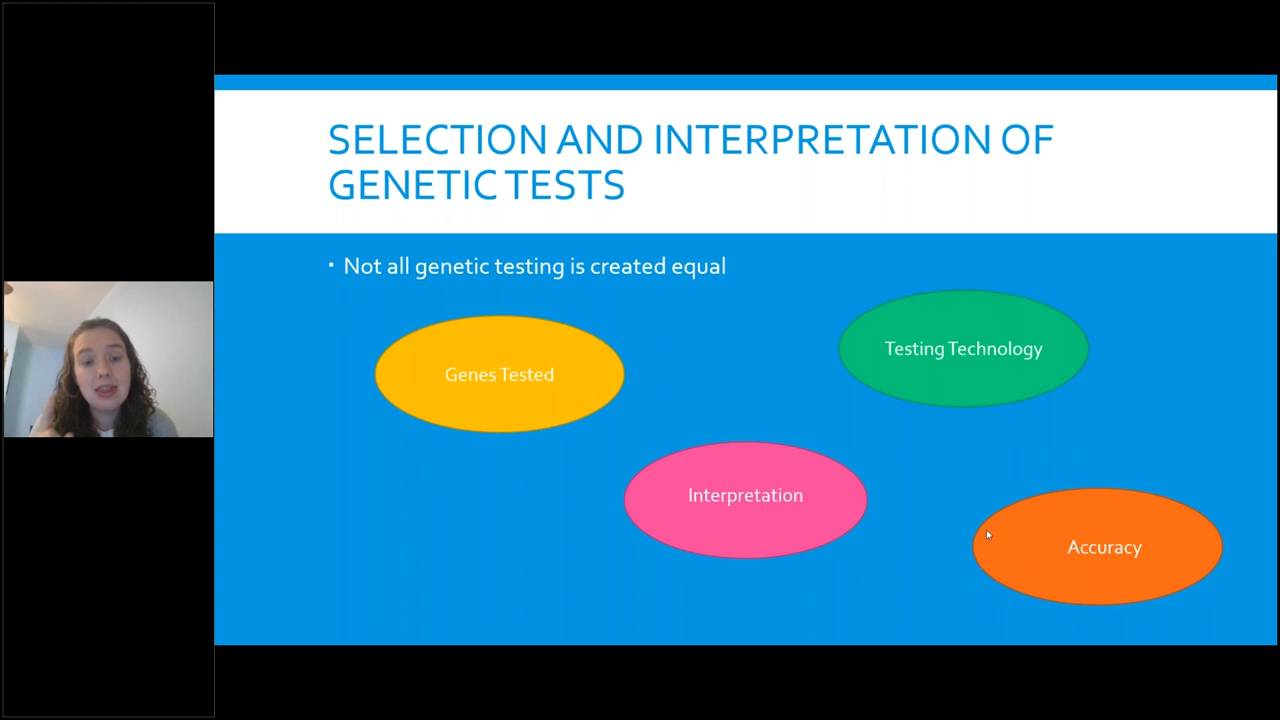 SELECTION AND INTERPRETATION OF
GENETIC TESTS
▪ Not all genetic testing is created equal
Testing Technology
Genes Tested
Interpretation
Accuracy